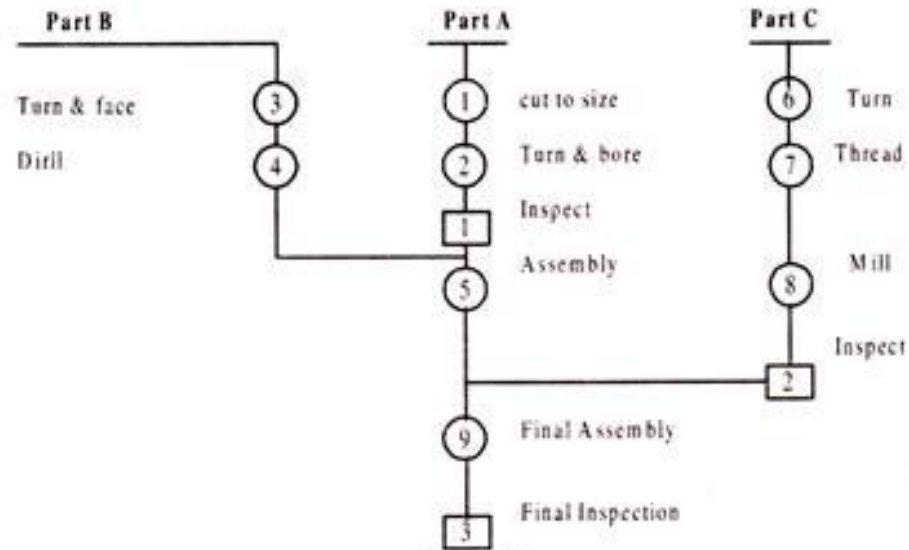 Part B Part A Part C
Turn & face 3 1 cut to size 6 Turn
Dirll 4 2 Turn & bore 7 Thread
1 Inspect
5 Assembly 8 Mill
2 Inspect
9 Final Assembly
3 Final Inspection